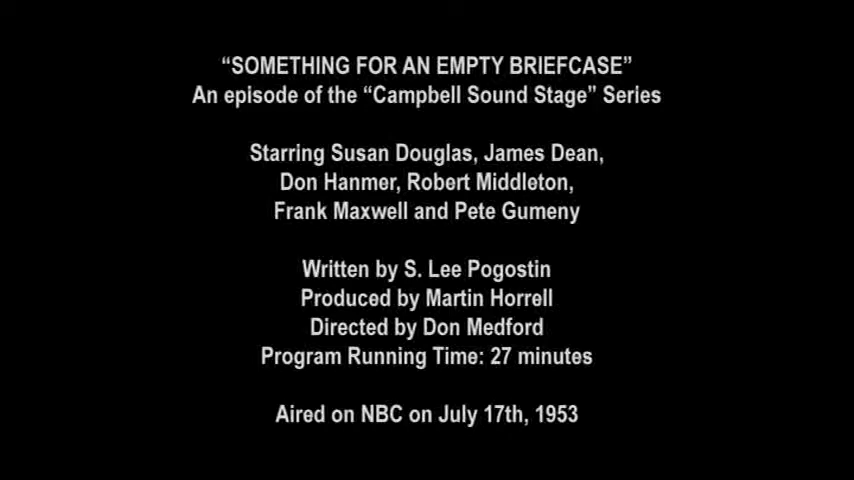 “SOMETHING FOR AN EMPTY BRIEFCASE”
An episode of the “Campbell Sound Stage” Series
Starring Susan Douglas, James Dean,
Don Hanmer, Robert Middleton,
Frank Maxwell and Pete Gumeny
Written by S. Lee Pogostin
Produced by Martin Horrell
Directed by Don Medford
Program Running Time: 27 minutes
Aired on NBC on July 17th, 1953